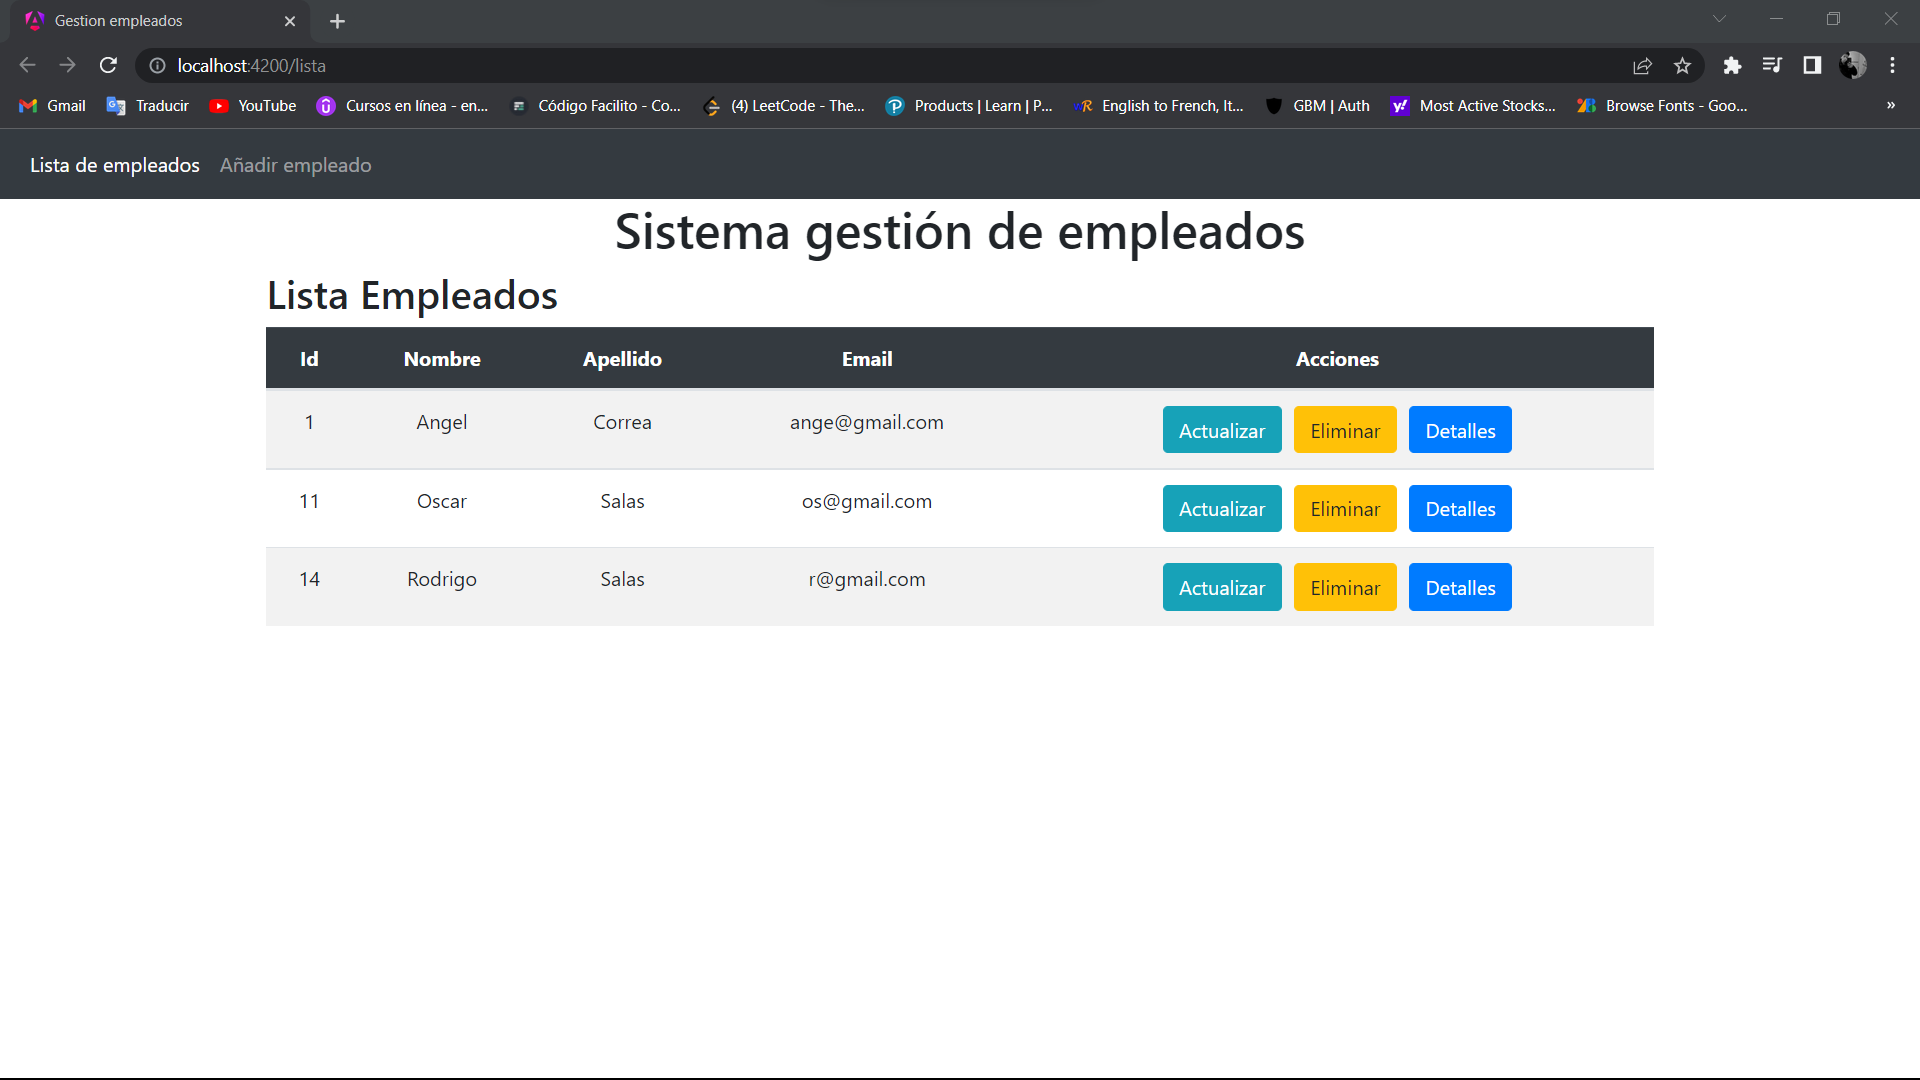 Gestion empleados
localhost:4200/lista
Gmail Traducir YouTube Cursos en línea - en... Código Facilito - Co... (4) LeetCode - The... Products | Learn | P... English to French, It... GBM | Auth Most Active Stocks... Browse Fonts - Goo... »
Lista de empleados Añadir empleado
Sistema gestión de empleados
Lista Empleados
Id Nombre Apellido Email Acciones
1 Angel Correa ange@gmail.com Actualizar Eliminar Detalles
11 Oscar Salas os@gmail.com Actualizar Eliminar Detalles
14 Rodrigo Salas r@gmail.com Actualizar Eliminar Detalles